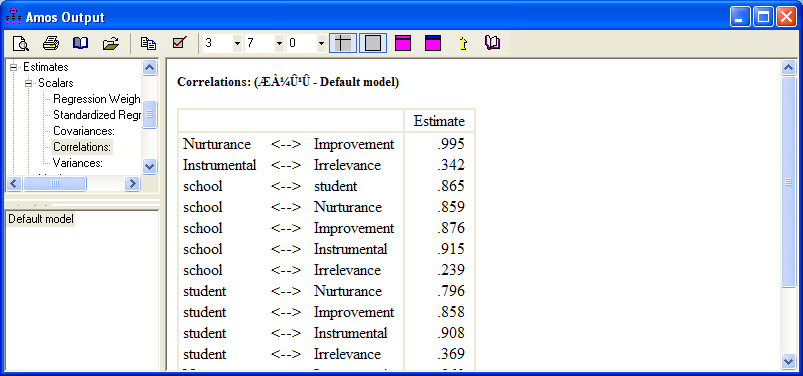 Amos Output
3 7 0
Estimates
Scalars
Regression Weigh
Standardized Regr
Covariances:
Correlations:
Variances:
Default model
Correlations: (ÆÀ¼Û¹Û - Default model)
Estimate
Nurturance <--> Improvement .995
Instrumental <--> Irrelevance .342
school <--> student .865
school <--> Nurturance .859
school <--> Improvement .876
school <--> Instrumental .915
school <--> Irrelevance .239
student <--> Nurturance .796
student <--> Improvement .858
student <--> Instrumental .908
student <--> Irrelevance .369